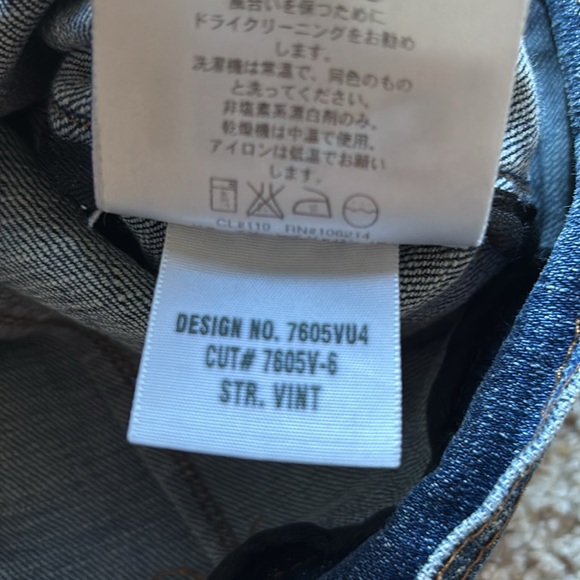 風合いを保つために
ドライクリーニングをお勧め
します。
洗濯機は常温で、同色のもの
と洗ってください。
非塩素系漂白剤のみ。
乾燥機は中温で使用。
アイロンは低温でお願い
します。
CL#110 RN#106214
DESIGN NO. 7605VU4
CUT# 7605V-6
STR. VINT